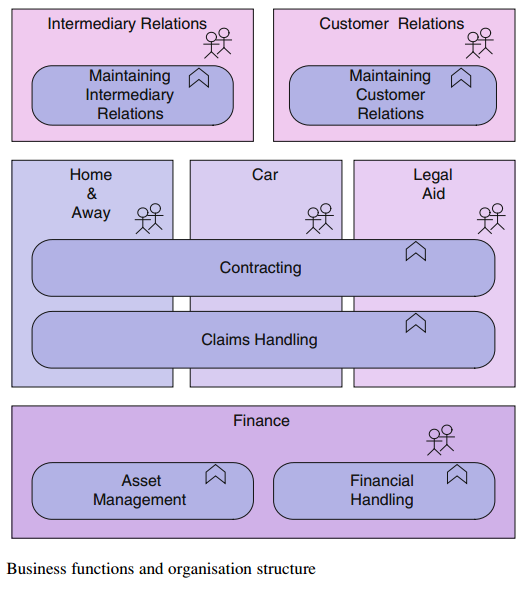 Intermediary Relations
Maintaining
Intermediary
Relations
Customer Relations
Maintaining
Customer
Relations
Home
&
Away
Car
Legal
Aid
Contracting
Claims Handling
Finance
Asset
Management
Financial
Handling
Business functions and organisation structure